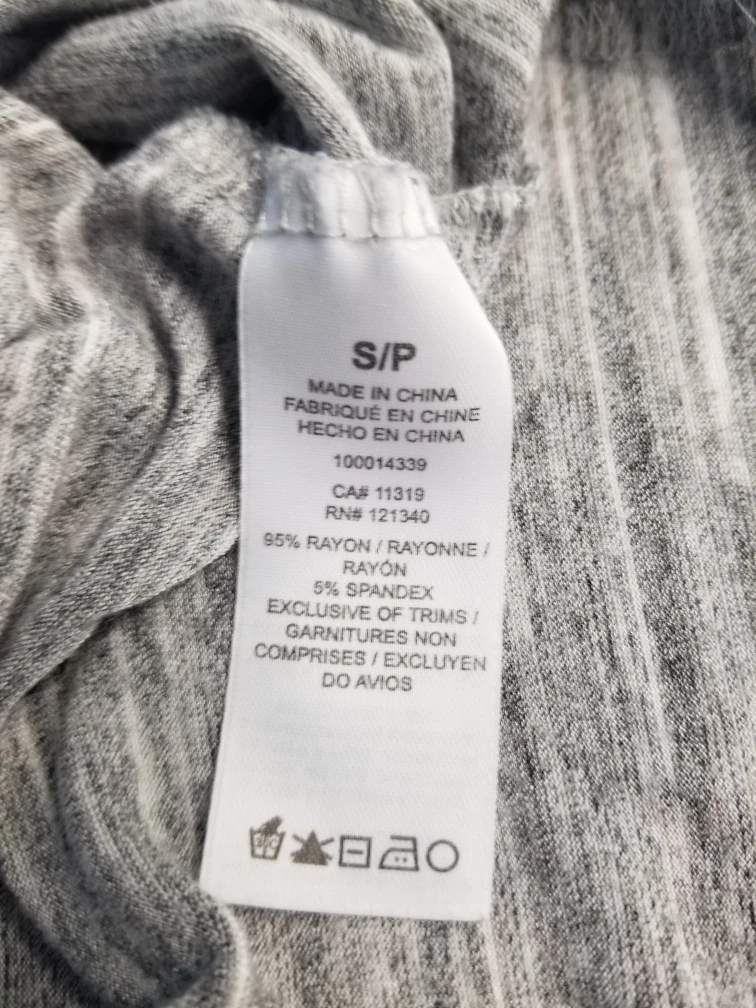 S/P
MADE IN CHINA
FABRIQUÉ EN CHINE
HECHO EN CHINA
100014339
CA# 11319
RN# 121340
95% RAYON / RAYONNE /
RAYÓN
5% SPANDEX
EXCLUSIVE OF TRIMS /
GARNITURES NON
COMPRISES / EXCLUYEN
DO AVIOS